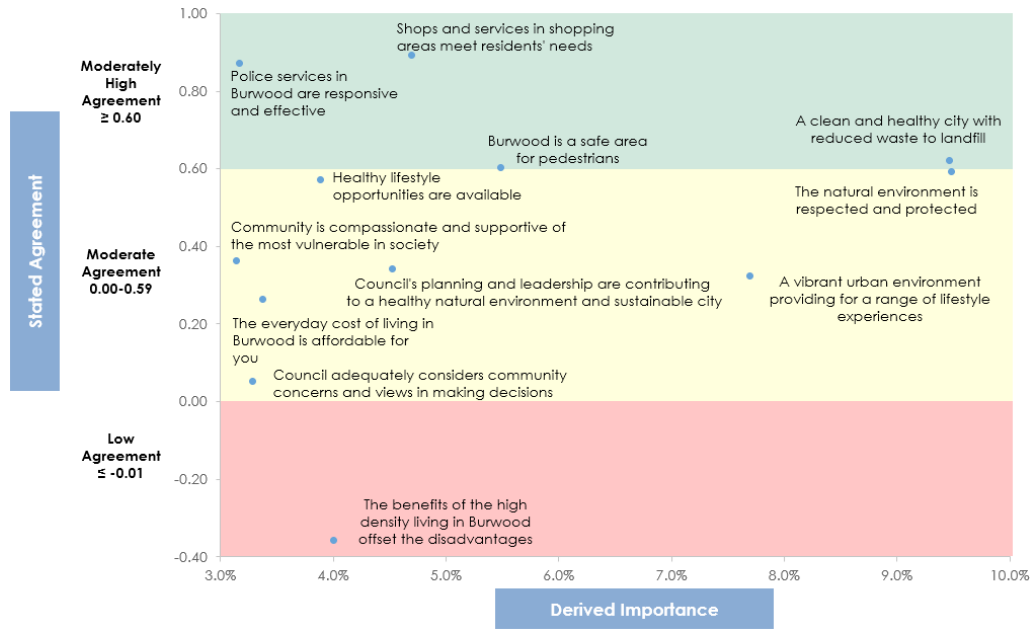 1.00
Shops and services in shopping
areas meet residents' needs
Moderately
High
Agreement
≥ 0.60
0.80
Police services in
Burwood are responsive
and effective
A clean and healthy city with
reduced waste to landfill
Burwood is a safe area
for pedestrians
0.60
Healthy lifestyle
opportunities are available
The natural environment is
respected and protected
Stated Agreement
Community is compassionate and supportive of
the most vulnerable in society
0.40
Moderate
Agreement
0.00-0.59
Council's planning and leadership are contributing
to a healthy natural environment and sustainable city
A vibrant urban environment
providing for a range of lifestyle
experiences
0.20
The everyday cost of living in
Burwood is affordable for
you
Council adequately considers community
concerns and views in making decisions
0.00
Low
Agreement
≤ -0.01
-0.20
The benefits of the high
density living in Burwood
offset the disadvantages
-0.40
3.0% 4.0% 5.0% 6.0% 7.0% 8.0% 9.0% 10.0%
Derived Importance